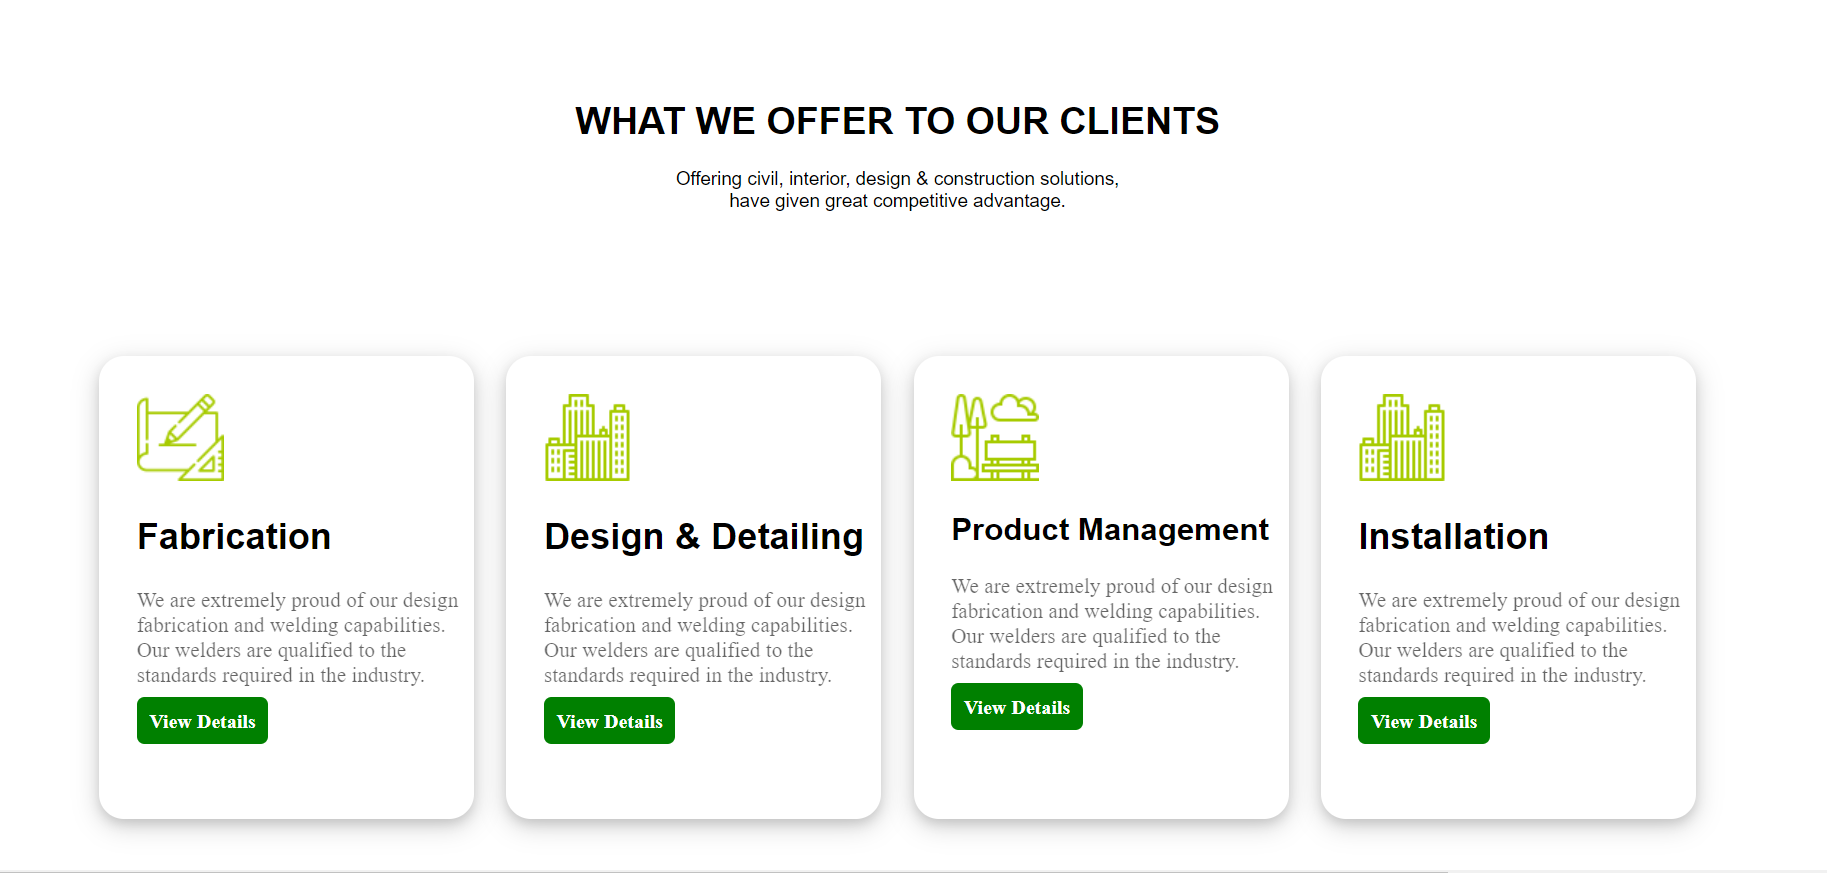 WHAT WE OFFER TO OUR CLIENTS
Offering civil, interior, design & construction solutions,
have given great competitive advantage.
Fabrication
We are extremely proud of our design
fabrication and welding capabilities.
Our welders are qualified to the
standards required in the industry.
View Details
Design & Detailing
We are extremely proud of our design
fabrication and welding capabilities.
Our welders are qualified to the
standards required in the industry.
View Details
Product Management
We are extremely proud of our design
fabrication and welding capabilities.
Our welders are qualified to the
standards required in the industry.
View Details
Installation
We are extremely proud of our design
fabrication and welding capabilities.
Our welders are qualified to the
standards required in the industry.
View Details